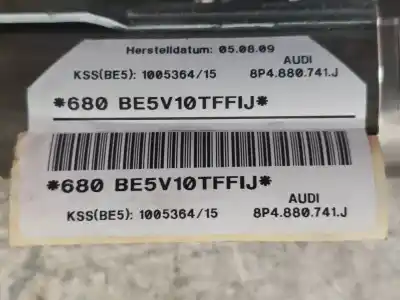 Herstelldatum: 05.08.09
AUDI
KSS(BE5): 1005364/15 8P4.880.741.J
*680 BE5V10TFFIJ*
*680 BE5V10TFFIJ*
AUDI
KSS(BE5): 1005364/15 8P4.880.741.J